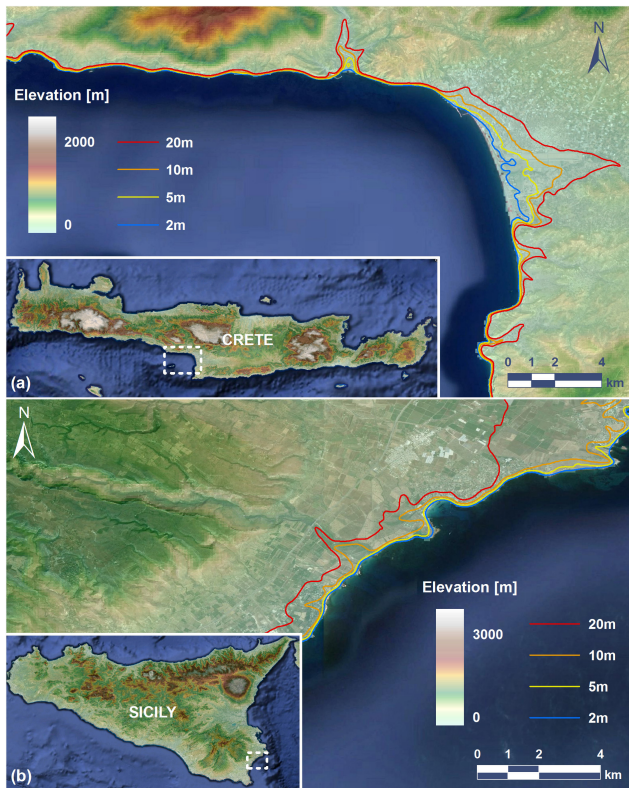 N
Elevation [m]
2000
0
20m
10m
5m
2m
CRETE
0 1 2 4
km
(a)
N
Elevation [m]
3000
0
20m
10m
5m
2m
SICILY
0 1 2 4
km
(b)